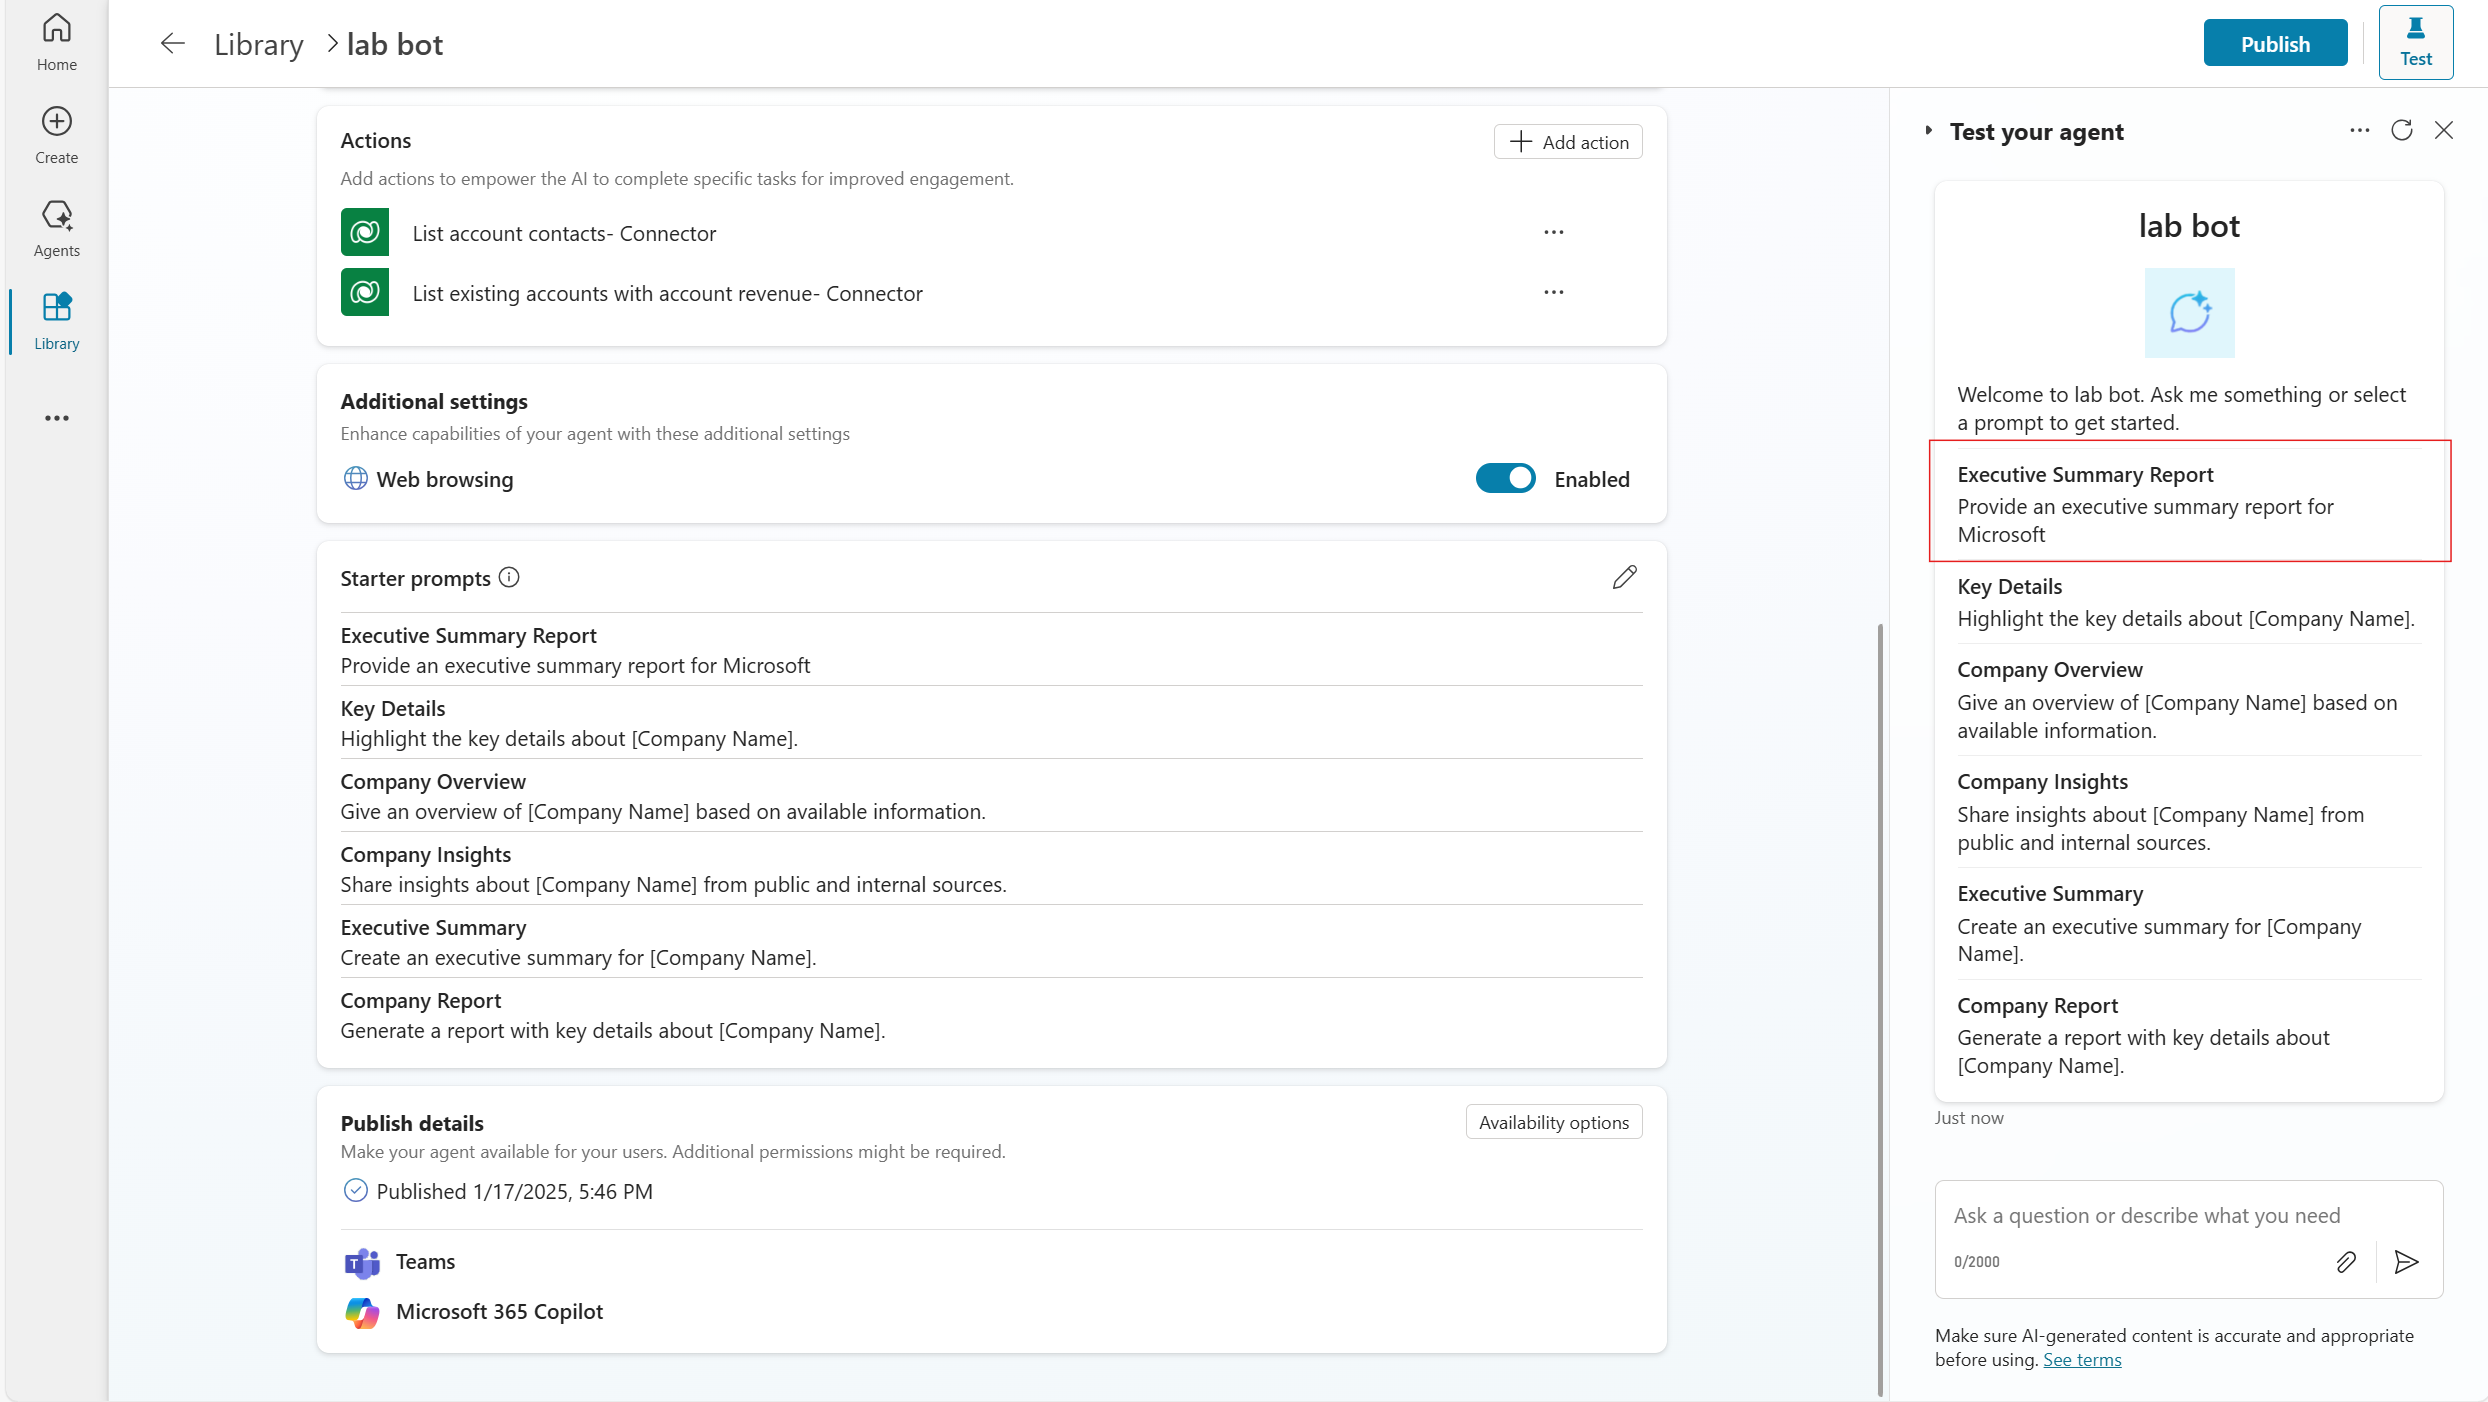 Home
Create
Agents
Library
Library > lab bot
Publish
Test
Actions
Add action
Add actions to empower the AI to complete specific tasks for improved engagement.
List account contacts- Connector
List existing accounts with account revenue- Connector
Additional settings
Enhance capabilities of your agent with these additional settings
Web browsing
Enabled
Starter prompts
Executive Summary Report
Provide an executive summary report for Microsoft
Key Details
Highlight the key details about [Company Name].
Company Overview
Give an overview of [Company Name] based on available information.
Company Insights
Share insights about [Company Name] from public and internal sources.
Executive Summary
Create an executive summary for [Company Name].
Company Report
Generate a report with key details about [Company Name].
Publish details
Availability options
Make your agent available for your users. Additional permissions might be required.
Published 1/17/2025, 5:46 PM
Teams
Microsoft 365 Copilot
Test your agent
lab bot
Welcome to lab bot. Ask me something or select
a prompt to get started.
Executive Summary Report
Provide an executive summary report for
Microsoft
Key Details
Highlight the key details about [Company Name].
Company Overview
Give an overview of [Company Name] based on
available information.
Company Insights
Share insights about [Company Name] from
public and internal sources.
Executive Summary
Create an executive summary for [Company
Name].
Company Report
Generate a report with key details about
[Company Name].
Just now
Ask a question or describe what you need
0/2000
Make sure AI-generated content is accurate and appropriate
before using. See terms